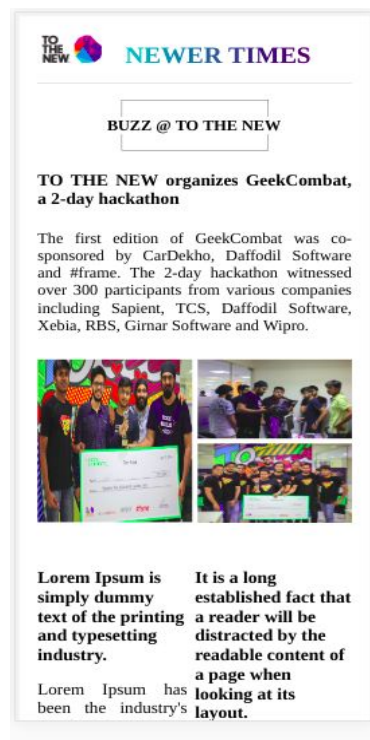 TO
THE
NEW
NEWER TIMES
BUZZ @ TO THE NEW
TO THE NEW organizes GeekCombat,
a 2-day hackathon
The first edition of GeekCombat was co-
sponsored by CarDekho, Daffodil Software
and #frame. The 2-day hackathon witnessed
over 300 participants from various companies
including Sapient, TCS, Daffodil Software,
Xebia, RBS, Girnar Software and Wipro.
Lorem Ipsum is
simply dummy
text of the printing
and typesetting
industry.
Lorem Ipsum has
been the industry's
It is a long
established fact that
a reader will be
distracted by the
readable content of
a page when
looking at its
layout.